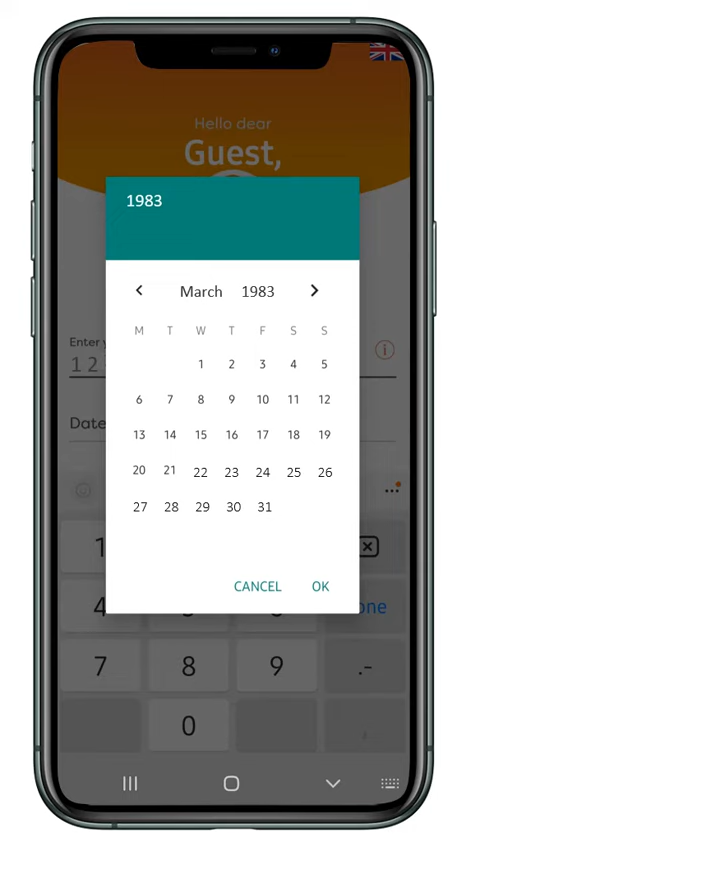 Hello dear
Guest,
1983
March 1983
M T W T F S S
1 2 3 4 5
6 7 8 9 10 11 12
13 14 15 16 17 18 19
20 21 22 23 24 25 26
27 28 29 30 31
Enter
1 2
Date
CANCEL OK
1
4
7 8 9 .-
0